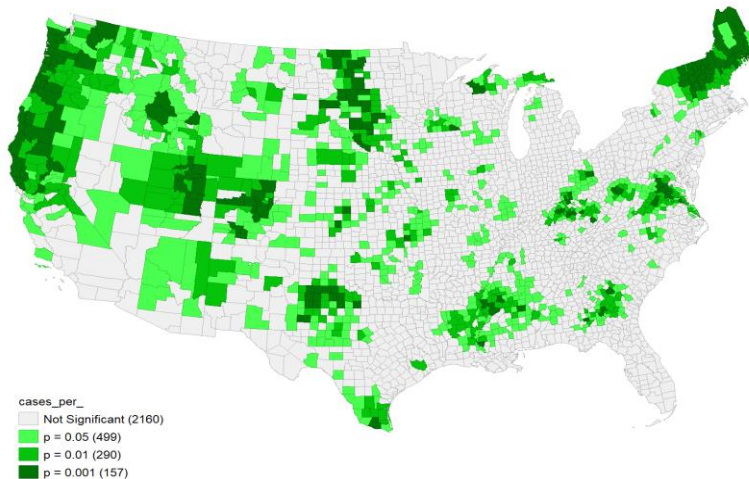 cases_per_
Not Significant (2160)
p = 0.05 (499)
p = 0.01 (290)
p = 0.001 (157)